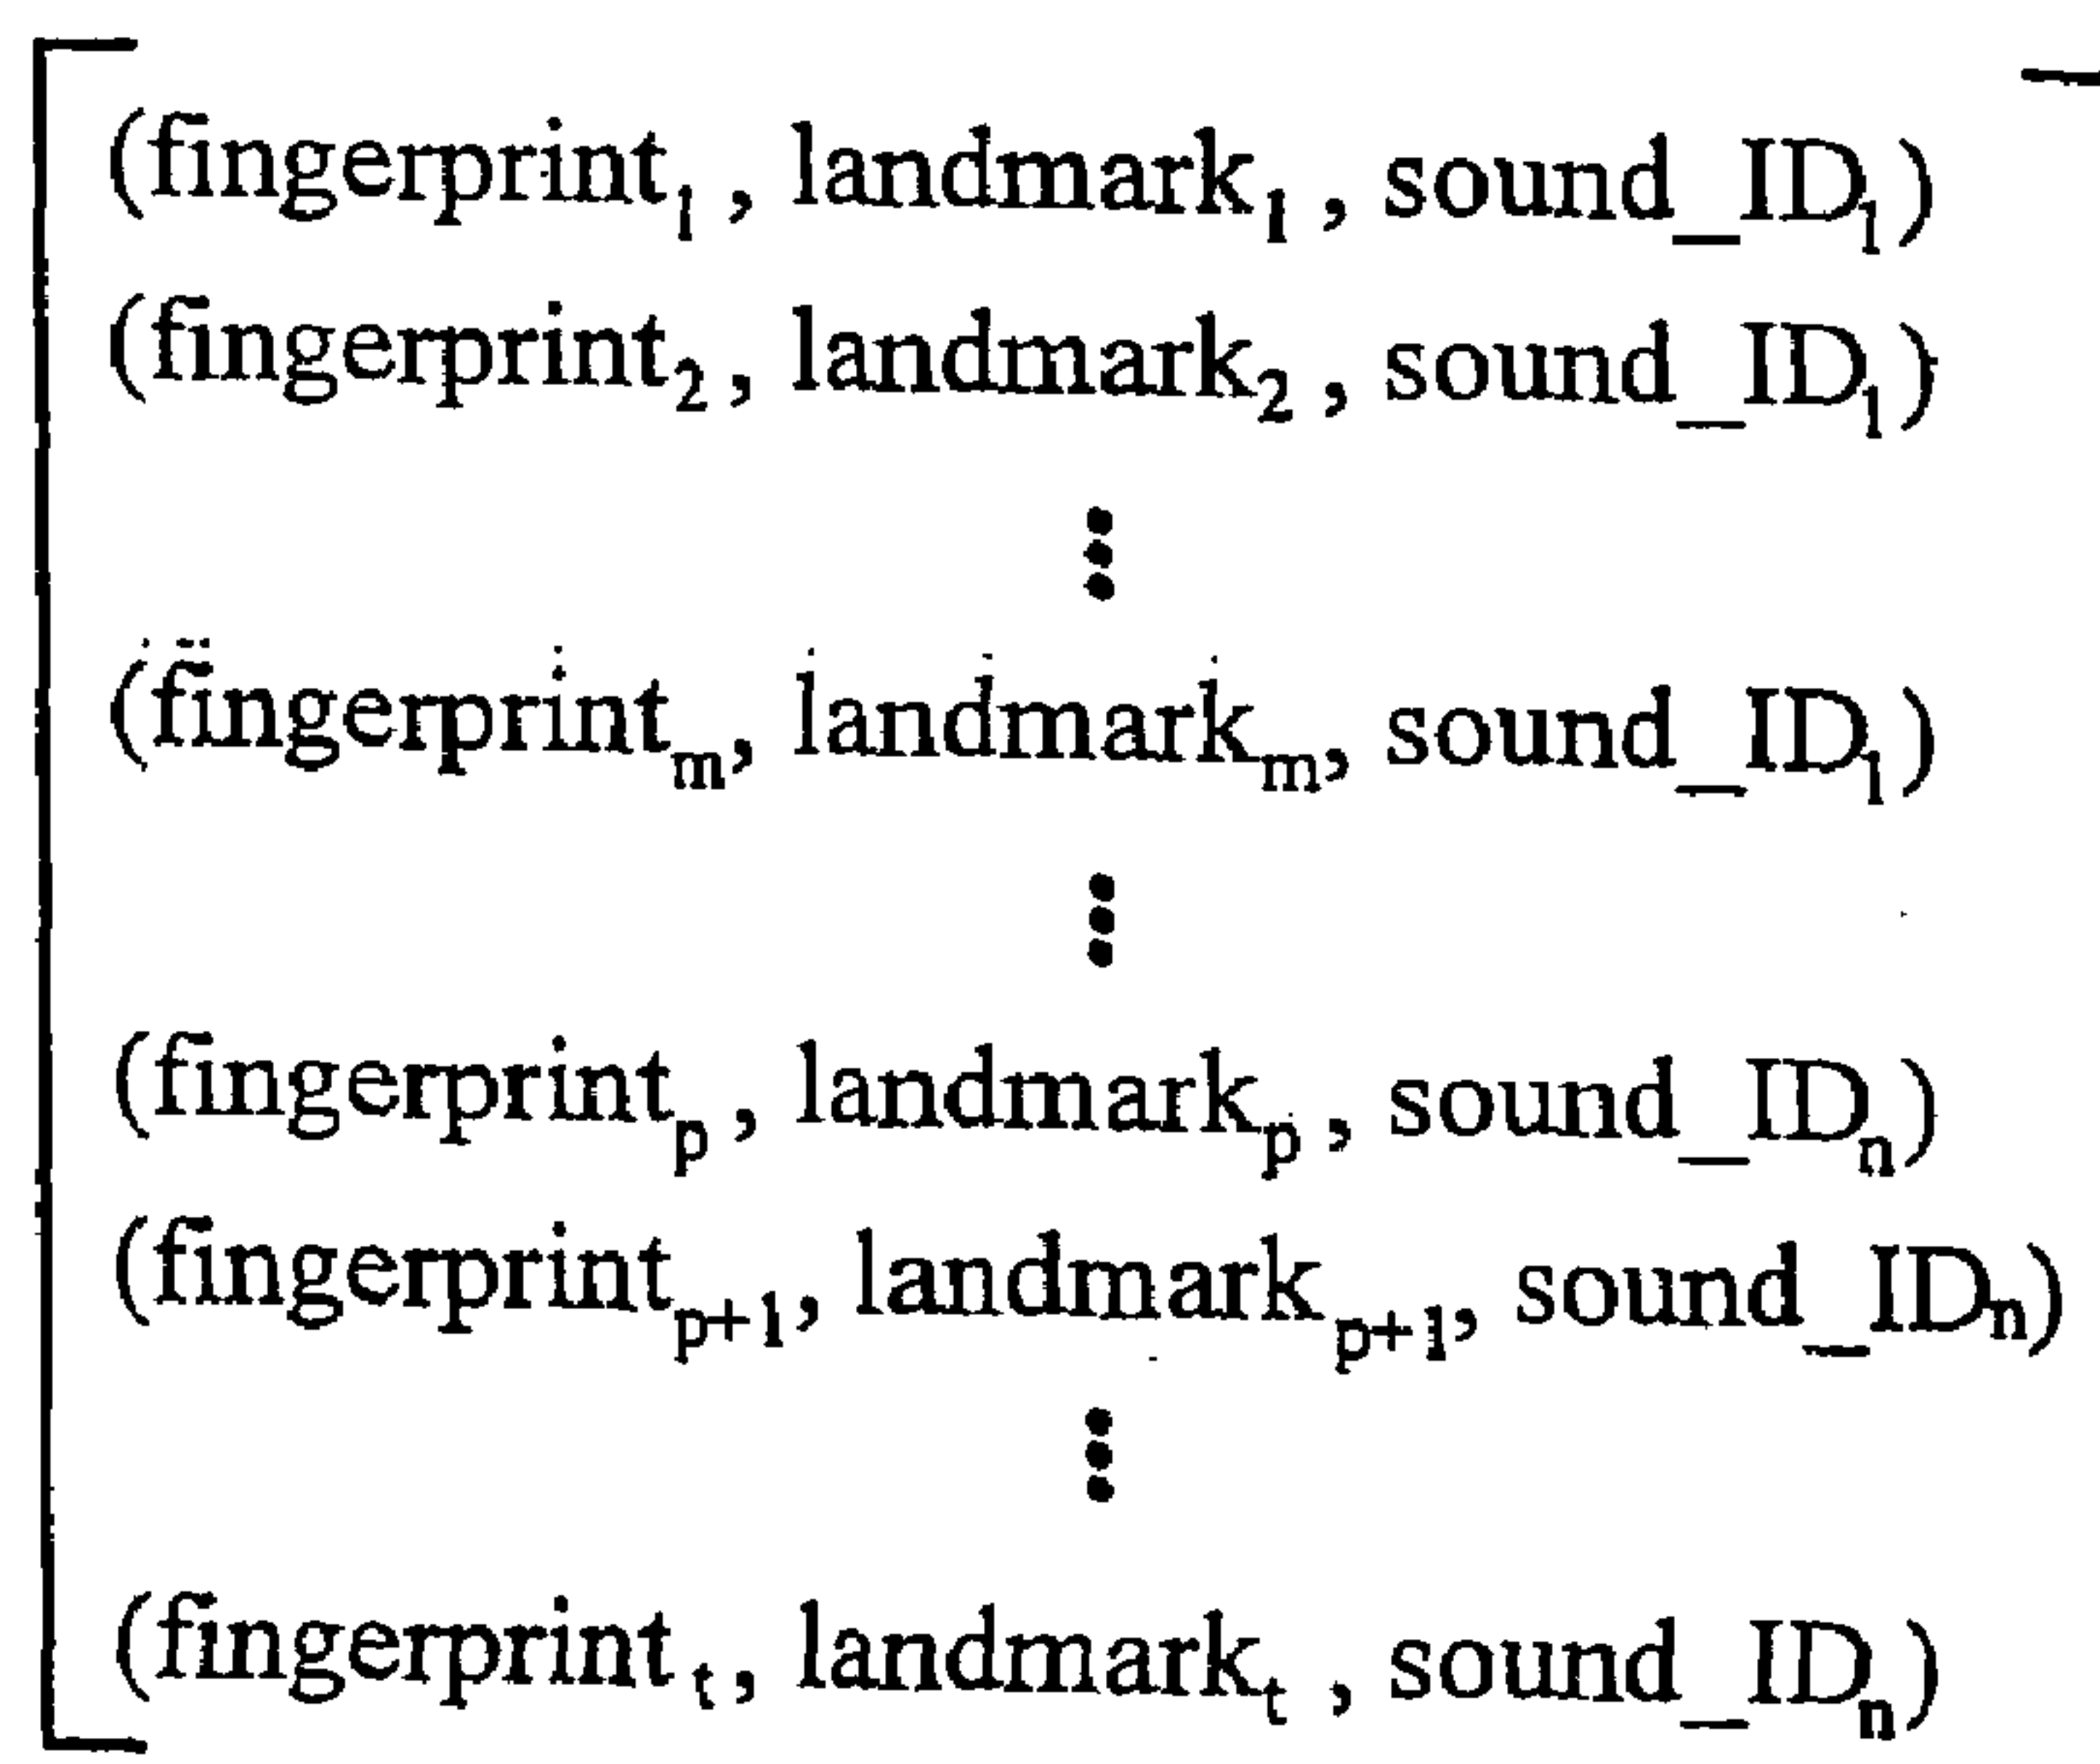 (fingerprint₁, landmark₁, sound_ID₁)
(fingerprint₂, landmark₂, sound_ID₁)
⋮
(fingerprintₘ, landmarkₘ, sound_ID₁)
⋮
(fingerprintₚ, landmarkₚ, sound_IDₙ)
(fingerprintₚ₊₁, landmarkₚ₊₁, sound_IDₙ)
⋮
(fingerprintₜ, landmarkₜ, sound_IDₙ)